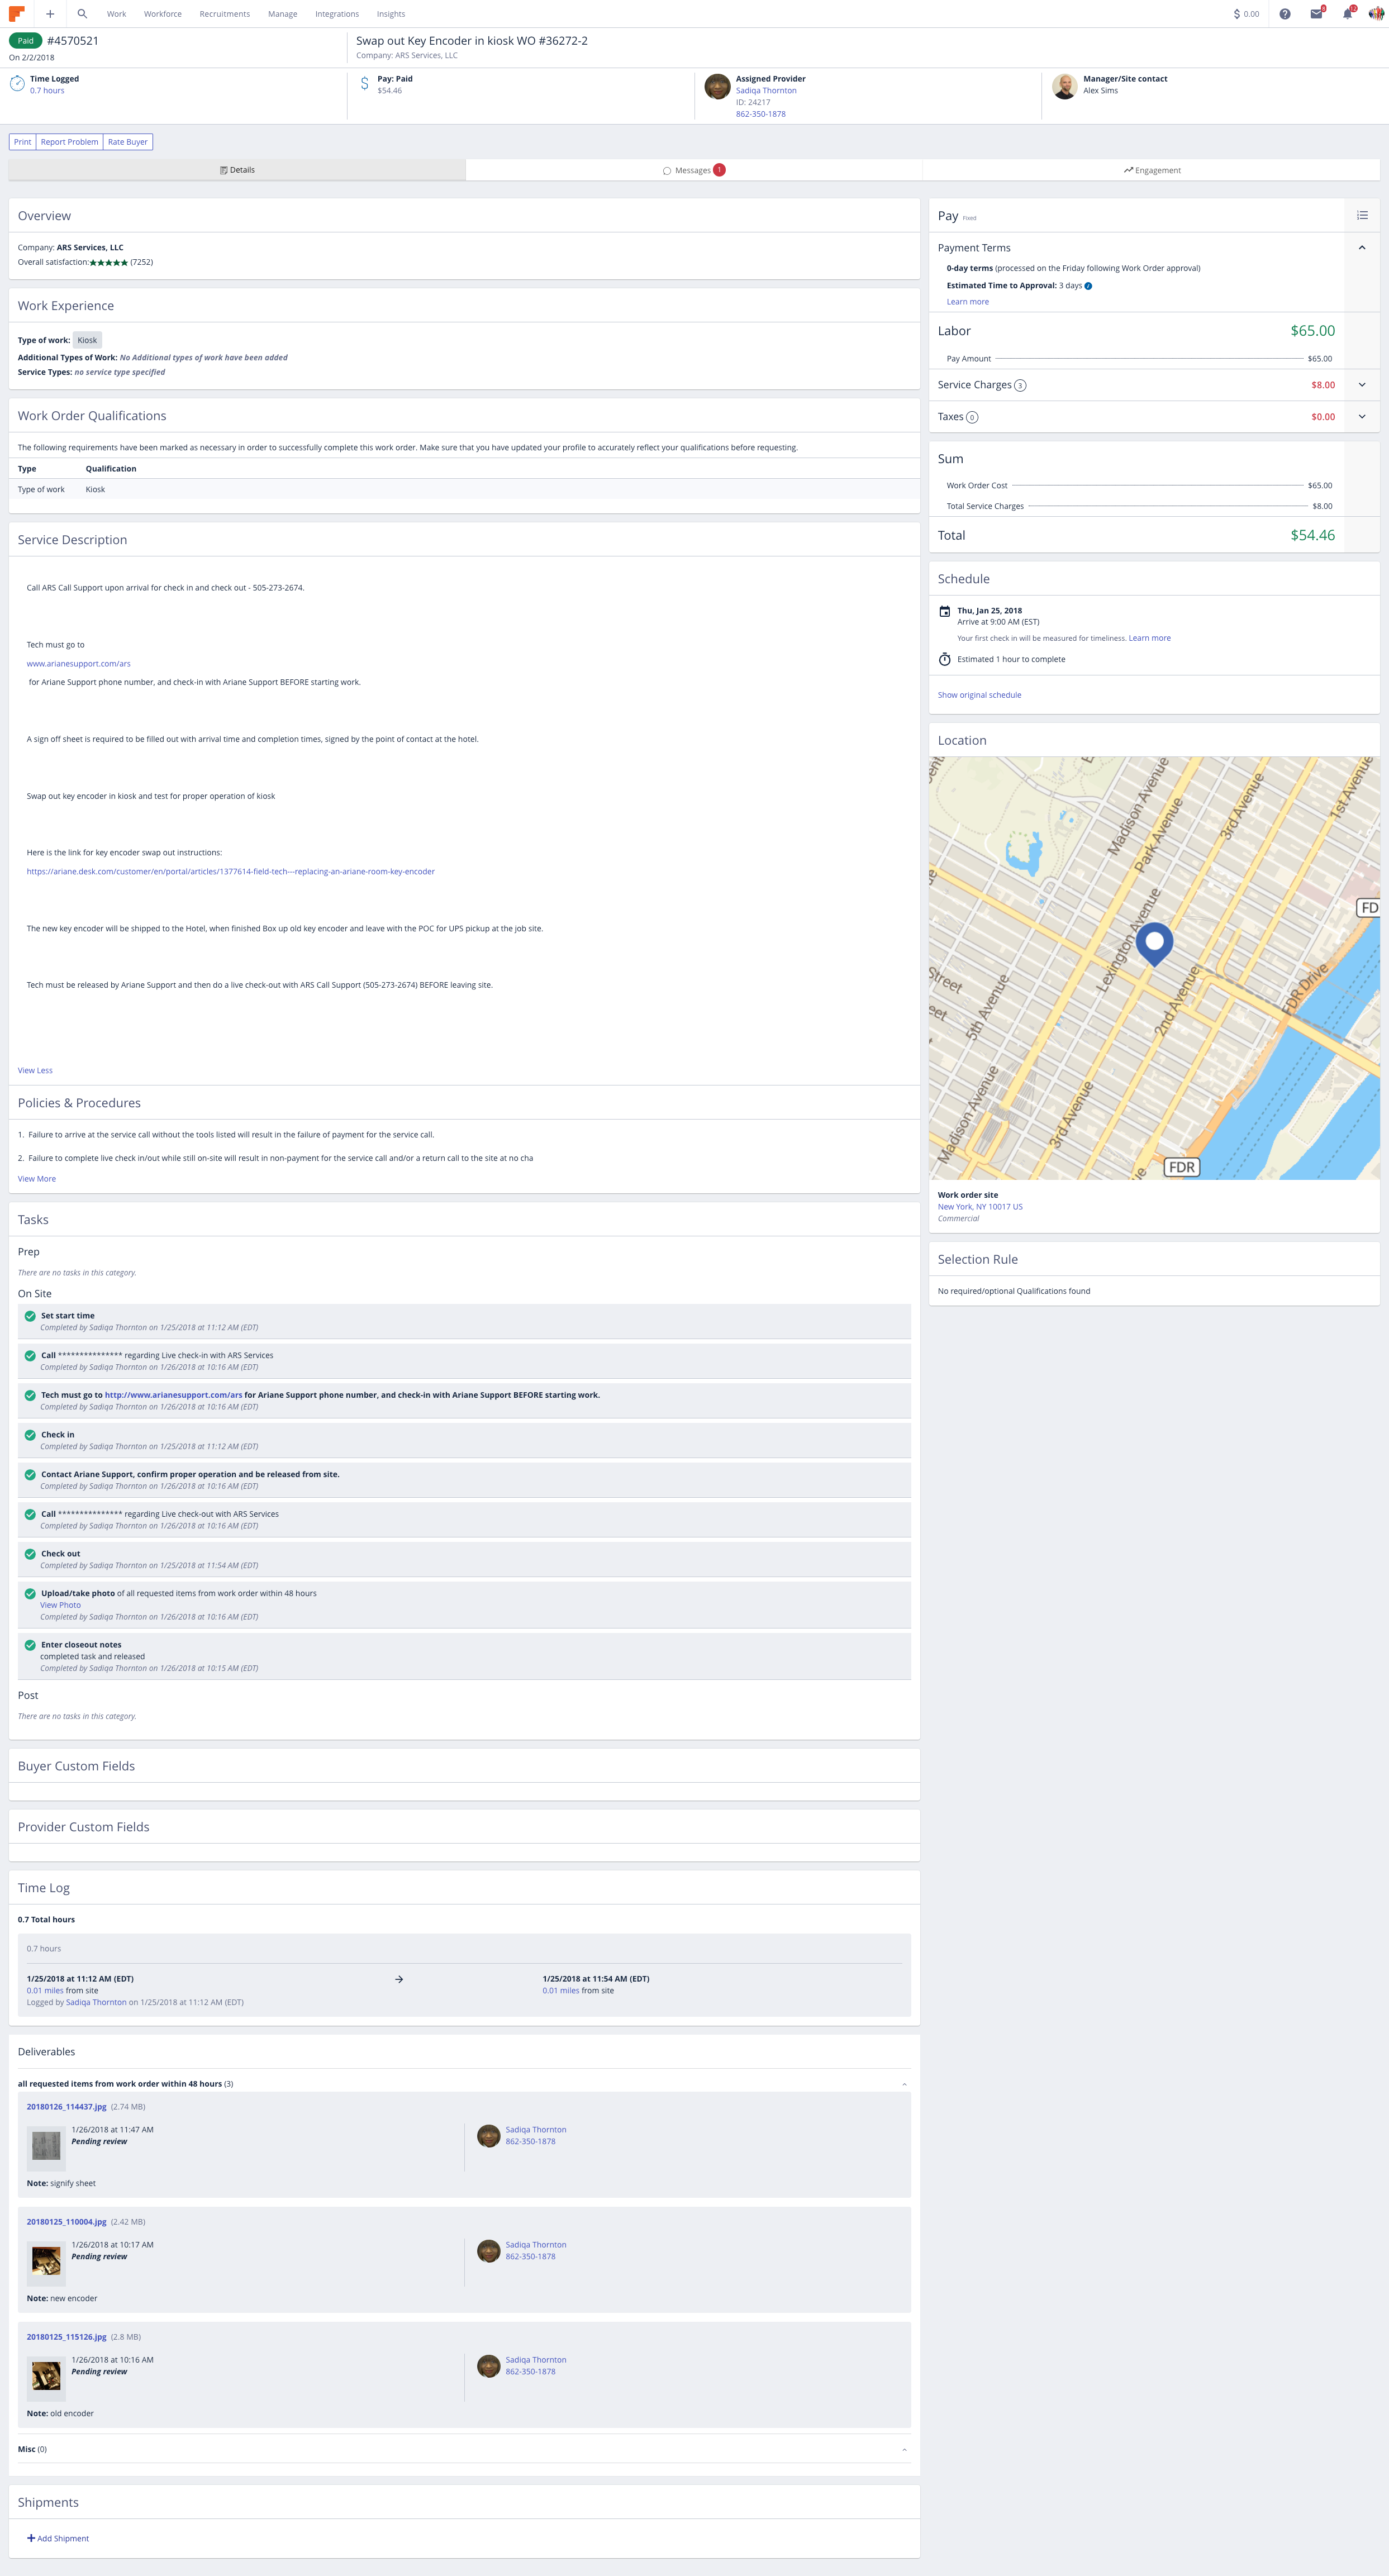 Work Workforce Recruitments Manage Integrations Insights
$ 0.00
Paid #4570521
On 2/2/2018
Swap out Key Encoder in kiosk WO #36272-2
Company: ARS Services, LLC
Time Logged
0.7 hours
Pay: Paid
$54.46
Assigned Provider
Sadiqa Thornton
ID: 24217
862-350-1878
Manager/Site contact
Alex Sims
Print Report Problem Rate Buyer
Details
Messages 1
Engagement
Overview
Company: ARS Services, LLC
Overall satisfaction:★★★★★ (7252)
Work Experience
Type of work: Kiosk
Additional Types of Work: No Additional types of work have been added
Service Types: no service type specified
Work Order Qualifications
The following requirements have been marked as necessary in order to successfully complete this work order. Make sure that you have updated your profile to accurately reflect your qualifications before requesting.
Type Qualification
Type of work Kiosk
Service Description
Call ARS Call Support upon arrival for check in and check out - 505-273-2674.
Tech must go to
www.arianesupport.com/ars
for Ariane Support phone number, and check-in with Ariane Support BEFORE starting work.
A sign off sheet is required to be filled out with arrival time and completion times, signed by the point of contact at the hotel.
Swap out key encoder in kiosk and test for proper operation of kiosk
Here is the link for key encoder swap out instructions:
https://ariane.desk.com/customer/en/portal/articles/1377614-field-tech---replacing-an-ariane-room-key-encoder
The new key encoder will be shipped to the Hotel, when finished Box up old key encoder and leave with the POC for UPS pickup at the job site.
Tech must be released by Ariane Support and then do a live check-out with ARS Call Support (505-273-2674) BEFORE leaving site.
View Less
Policies & Procedures
1. Failure to arrive at the service call without the tools listed will result in the failure of payment for the service call.
2. Failure to complete live check in/out while still on-site will result in non-payment for the service call and/or a return call to the site at no cha
View More
Tasks
Prep
There are no tasks in this category.
On Site
Set start time
Completed by Sadiqa Thornton on 1/25/2018 at 11:12 AM (EDT)
Call *************** regarding Live check-in with ARS Services
Completed by Sadiqa Thornton on 1/26/2018 at 10:16 AM (EDT)
Tech must go to http://www.arianesupport.com/ars for Ariane Support phone number, and check-in with Ariane Support BEFORE starting work.
Completed by Sadiqa Thornton on 1/26/2018 at 10:16 AM (EDT)
Check in
Completed by Sadiqa Thornton on 1/25/2018 at 11:12 AM (EDT)
Contact Ariane Support, confirm proper operation and be released from site.
Completed by Sadiqa Thornton on 1/26/2018 at 10:16 AM (EDT)
Call *************** regarding Live check-out with ARS Services
Completed by Sadiqa Thornton on 1/26/2018 at 10:16 AM (EDT)
Check out
Completed by Sadiqa Thornton on 1/25/2018 at 11:54 AM (EDT)
Upload/take photo of all requested items from work order within 48 hours
View Photo
Completed by Sadiqa Thornton on 1/26/2018 at 10:16 AM (EDT)
Enter closeout notes
completed task and released
Completed by Sadiqa Thornton on 1/26/2018 at 10:15 AM (EDT)
Post
There are no tasks in this category.
Buyer Custom Fields
Provider Custom Fields
Time Log
0.7 Total hours
0.7 hours
1/25/2018 at 11:12 AM (EDT) → 1/25/2018 at 11:54 AM (EDT)
0.01 miles from site 0.01 miles from site
Logged by Sadiqa Thornton on 1/25/2018 at 11:12 AM (EDT)
Deliverables
all requested items from work order within 48 hours (3)
20180126_114437.jpg (2.74 MB)
1/26/2018 at 11:47 AM
Pending review
Sadiqa Thornton
862-350-1878
Note: signify sheet
20180125_110004.jpg (2.42 MB)
1/26/2018 at 10:17 AM
Pending review
Sadiqa Thornton
862-350-1878
Note: new encoder
20180125_115126.jpg (2.8 MB)
1/26/2018 at 10:16 AM
Pending review
Sadiqa Thornton
862-350-1878
Note: old encoder
Misc (0)
Shipments
Add Shipment
Pay Fixed
Payment Terms
0-day terms (processed on the Friday following Work Order approval)
Estimated Time to Approval: 3 days
Learn more
Labor $65.00
Pay Amount $65.00
Service Charges 3 $8.00
Taxes 0 $0.00
Sum
Work Order Cost $65.00
Total Service Charges $8.00
Total $54.46
Schedule
Thu, Jan 25, 2018
Arrive at 9:00 AM (EST)
Your first check in will be measured for timeliness. Learn more
Estimated 1 hour to complete
Show original schedule
Location
Madison Avenue
Park Avenue
3rd Avenue
1st Avenue
FD
Lexington Avenue
Street
5th Avenue
2nd Avenue
FDR Drive
Madison Avenue
3rd Avenue
FDR
Work order site
New York, NY 10017 US
Commercial
Selection Rule
No required/optional Qualifications found